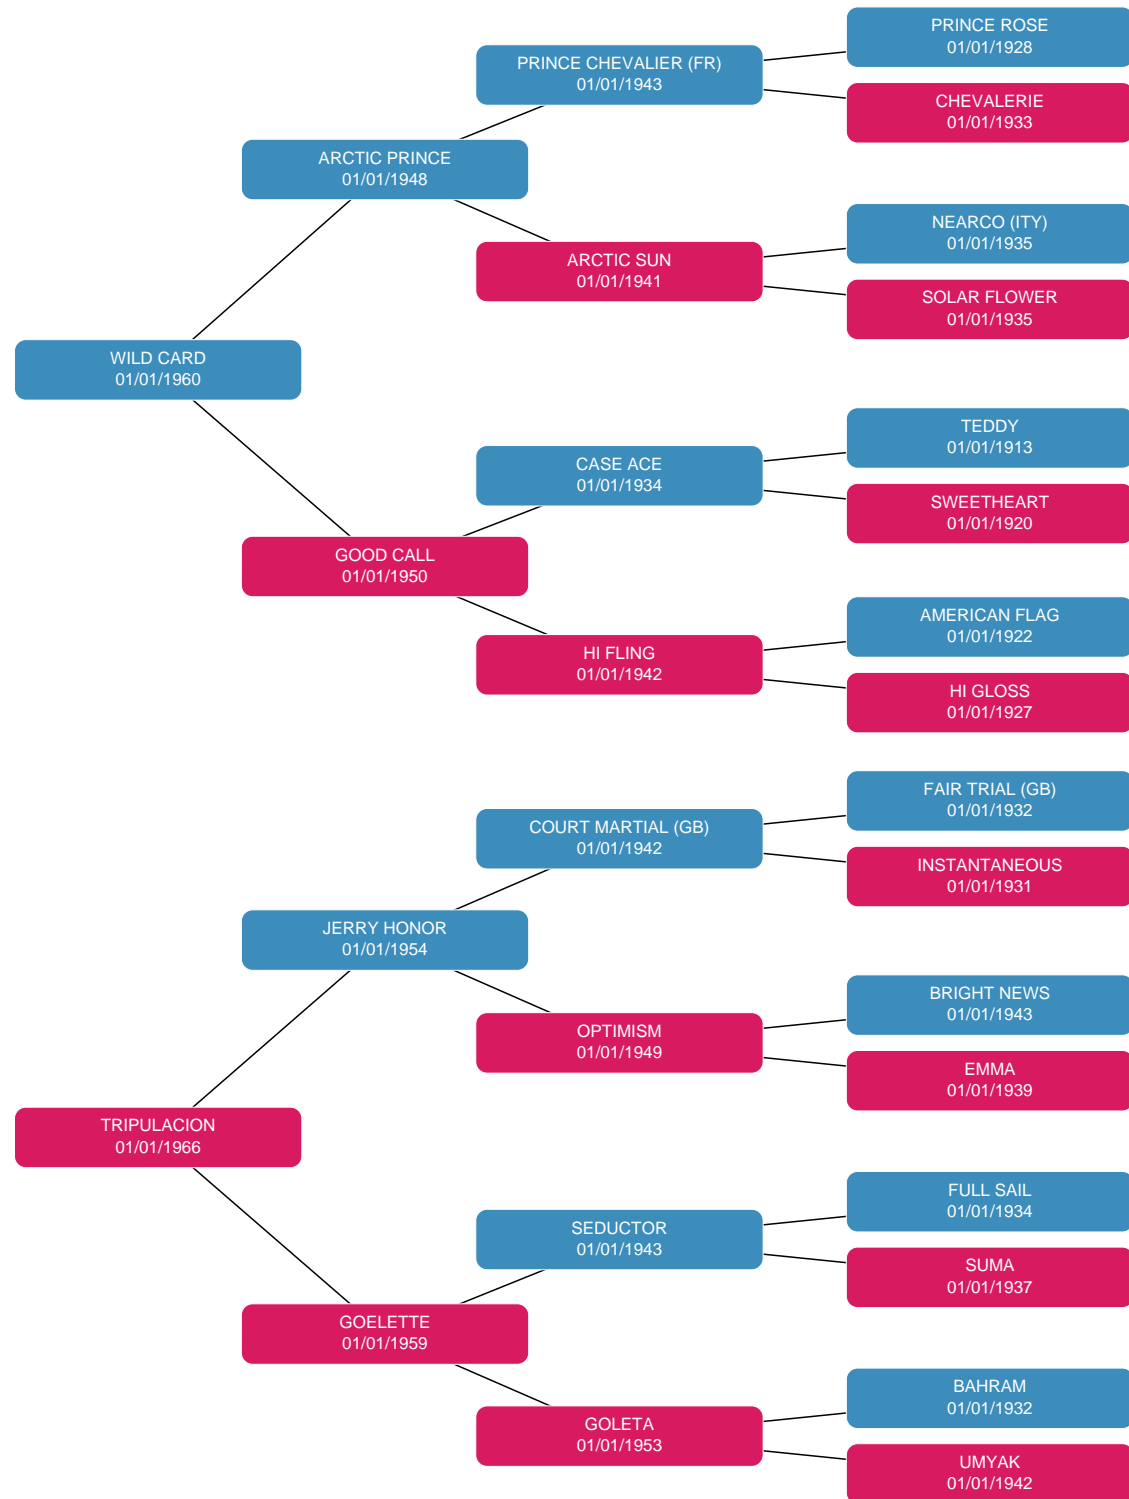 PRINCE ROSE
01/01/1928
PRINCE CHEVALIER (FR)
01/01/1943
CHEVALERIE
01/01/1933
ARCTIC PRINCE
01/01/1948
NEARCO (ITY)
01/01/1935
ARCTIC SUN
01/01/1941
SOLAR FLOWER
01/01/1935
WILD CARD
01/01/1960
TEDDY
01/01/1913
CASE ACE
01/01/1934
SWEETHEART
01/01/1920
GOOD CALL
01/01/1950
AMERICAN FLAG
01/01/1922
HI FLING
01/01/1942
HI GLOSS
01/01/1927
FAIR TRIAL (GB)
01/01/1932
COURT MARTIAL (GB)
01/01/1942
INSTANTANEOUS
01/01/1931
JERRY HONOR
01/01/1954
BRIGHT NEWS
01/01/1943
OPTIMISM
01/01/1949
EMMA
01/01/1939
TRIPULACION
01/01/1966
FULL SAIL
01/01/1934
SEDUCTOR
01/01/1943
SUMA
01/01/1937
GOELETTE
01/01/1959
BAHRAM
01/01/1932
GOLETA
01/01/1953
UMYAK
01/01/1942